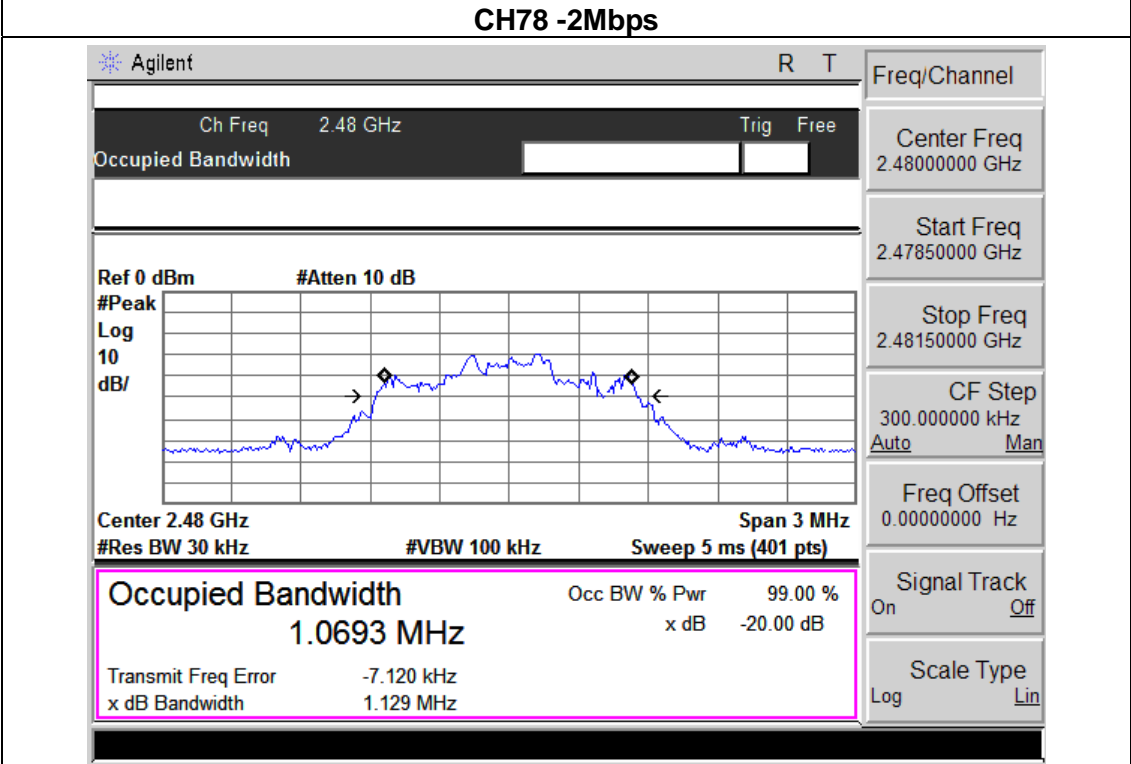 CH78 -2Mbps
Agilent R T
Ch Freq 2.48 GHz Trig Free
Occupied Bandwidth
Ref 0 dBm #Atten 10 dB
#Peak
Log
10
dB/
Center 2.48 GHz Span 3 MHz
#Res BW 30 kHz #VBW 100 kHz Sweep 5 ms (401 pts)
Occupied Bandwidth Occ BW % Pwr 99.00 %
1.0693 MHz x dB -20.00 dB
Transmit Freq Error -7.120 kHz
x dB Bandwidth 1.129 MHz
Freq/Channel
Center Freq
2.48000000 GHz
Start Freq
2.47850000 GHz
Stop Freq
2.48150000 GHz
CF Step
300.000000 kHz
Auto Man
Freq Offset
0.00000000 Hz
Signal Track
On Off
Scale Type
Log Lin